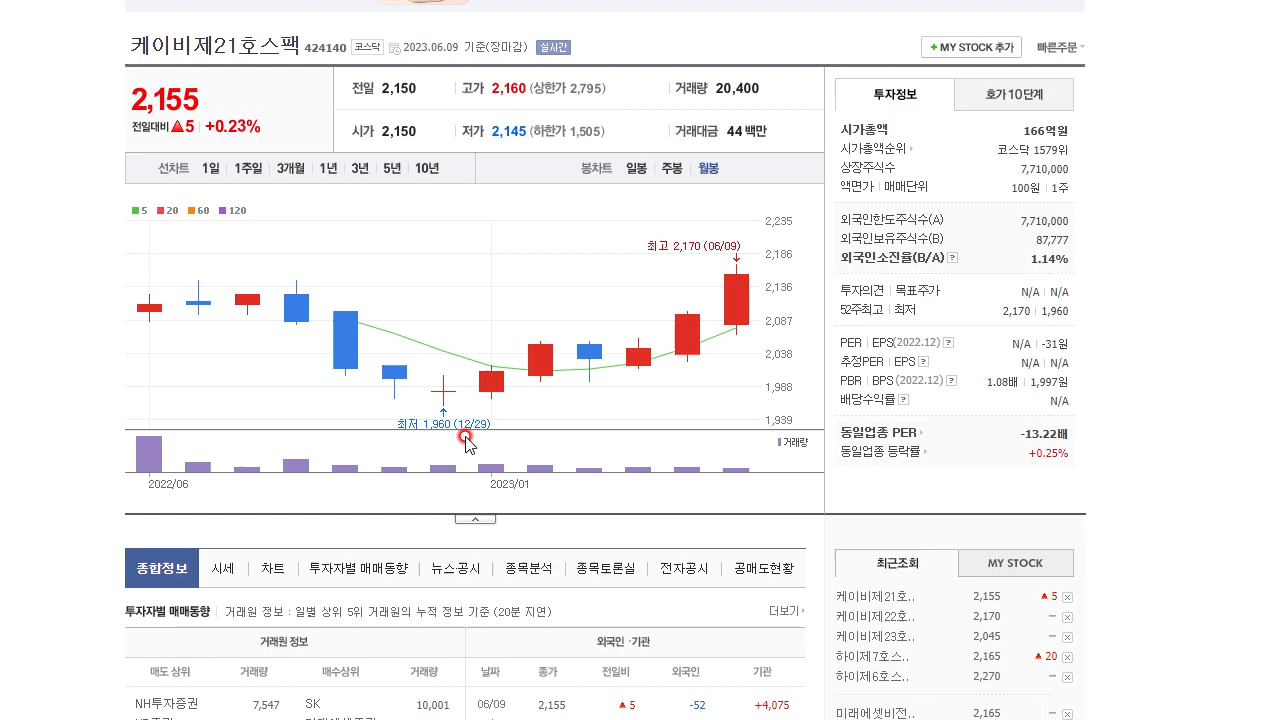 케이비제21호스팩 424140 코스닥 2023.06.09 기준(장마감) 실시간
+ MY STOCK 추가 빠른주문
2,155
전일대비 ▲5 +0.23%
전일 2,150 고가 2,160 (상한가 2,795) 거래량 20,400
시가 2,150 저가 2,145 (하한가 1,505) 거래대금 44 백만
선차트 1일 1주일 3개월 1년 3년 5년 10년 봉차트 일봉 주봉 월봉
5 20 60 120
2,235
2,186
2,136
2,087
2,038
1,988
1,939
최고 2,170 (06/09)
최저 1,960 (12/29)
거래량
2022/06 2023/01
투자정보 호가 10단계
시가총액 166억원
시가총액순위 코스닥 1579위
상장주식수 7,710,000
액면가 매매단위 100원 1주
외국인한도주식수(A) 7,710,000
외국인보유주식수(B) 87,777
외국인소진율(B/A) ? 1.14%
투자의견 목표주가 N/A N/A
52주최고 최저 2,170 1,960
PER EPS(2022.12) ? N/A -31원
추정PER EPS ? N/A N/A
PBR BPS (2022.12) ? 1.08배 1,997원
배당수익률 ? N/A
동일업종 PER -13.22배
동일업종 등락률 +0.25%
종합정보 시세 차트 투자자별 매매동향 뉴스·공시 종목분석 종목토론실 전자공시 공매도현황
투자자별 매매동향 거래원 정보 : 일별 상위 5위 거래원의 누적 정보 기준 (20분 지연) 더보기
거래원 정보 외국인·기관
매도 상위 거래량 매수상위 거래량 날짜 종가 전일비 외국인 기관
NH투자증권 7,547 SK 10,001 06/09 2,155 ▲ 5 -52 +4,075
최근조회 MY STOCK
케이비제21호.. 2,155 ▲ 5
케이비제22호.. 2,170 –
케이비제23호.. 2,045 –
하이제7호스.. 2,165 ▲ 20
하이제6호스.. 2,270 –
미래에셋비전.. 2,165 –